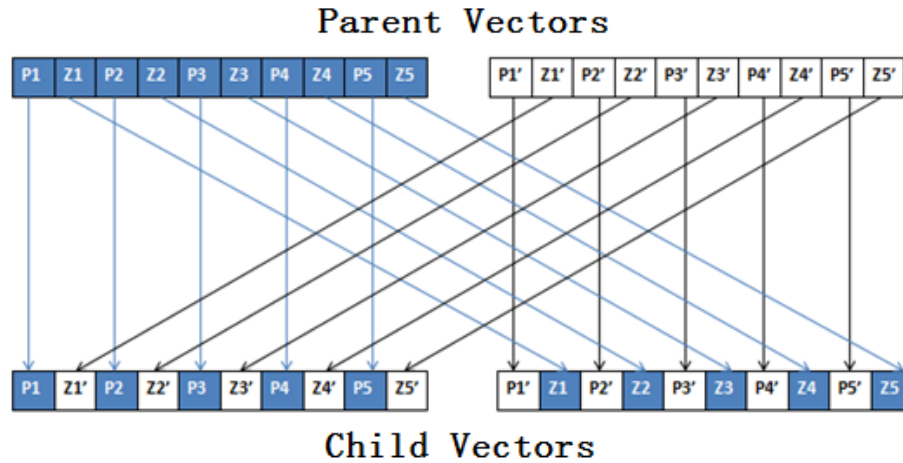 Parent Vectors
P1 Z1 P2 Z2 P3 Z3 P4 Z4 P5 Z5 P1’ Z1’ P2’ Z2’ P3’ Z3’ P4’ Z4’ P5’ Z5’
P1 Z1’ P2 Z2’ P3 Z3’ P4 Z4’ P5 Z5’ P1’ Z1 P2’ Z2 P3’ Z3 P4’ Z4 P5’ Z5
Child Vectors